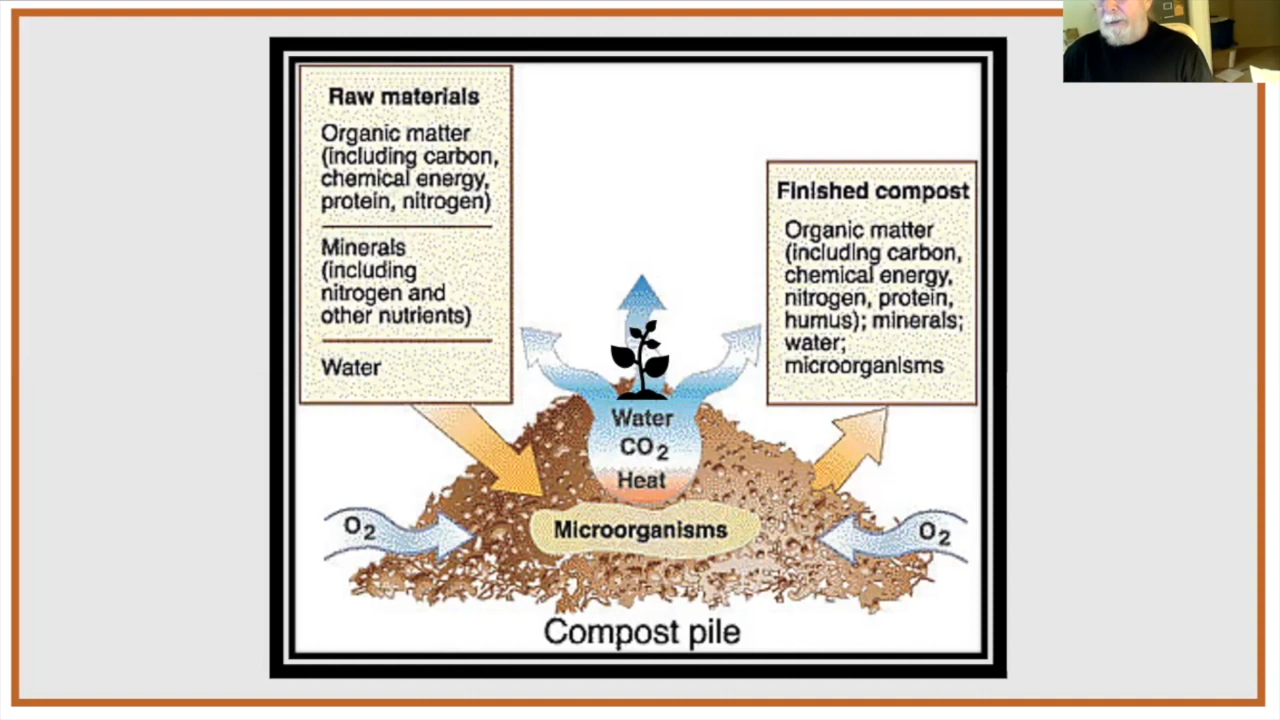 Raw materials
Organic matter
(including carbon,
chemical energy,
protein, nitrogen)
Minerals
(including
nitrogen and
other nutrients)
Water
Finished compost
Organic matter
(including carbon,
chemical energy,
nitrogen, protein,
humus); minerals;
water;
microorganisms
Water
CO2
Heat
O2
Microorganisms
O2
Compost pile